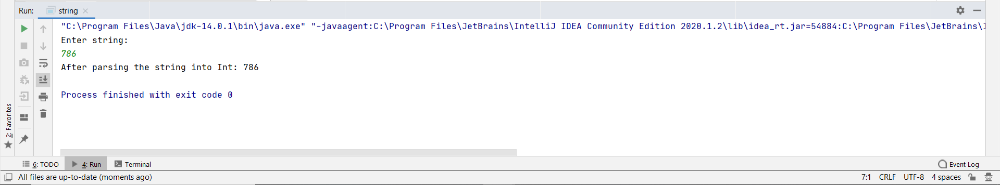 Run: string
"C:\Program Files\Java\jdk-14.0.1\bin\java.exe" "-javaagent:C:\Program Files\JetBrains\IntelliJ IDEA Community Edition 2020.1.2\lib\idea_rt.jar=54884:C:\Program Files\JetBrains\
Enter string:
786
After parsing the string into Int: 786
Process finished with exit code 0
2: Favorites
6: TODO 4: Run Terminal Event Log
All files are up-to-date (moments ago) 7:1 CRLF UTF-8 4 spaces